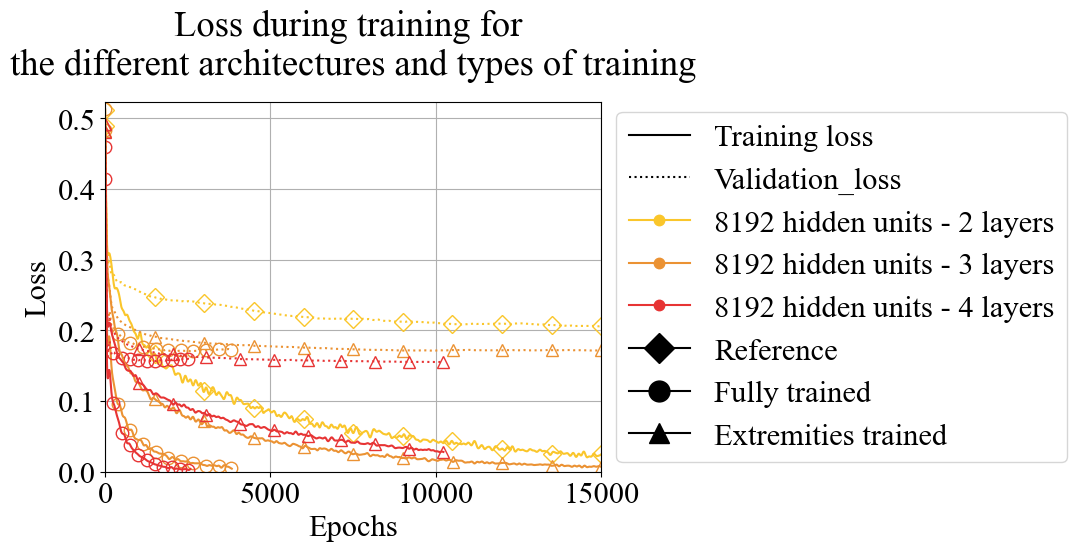 Loss during training for
the different architectures and types of training
0.5
0.4
0.3
0.2
0.1
0.0
Loss
0
5000
10000
15000
Epochs
Training loss
Validation_loss
8192 hidden units - 2 layers
8192 hidden units - 3 layers
8192 hidden units - 4 layers
Reference
Fully trained
Extremities trained